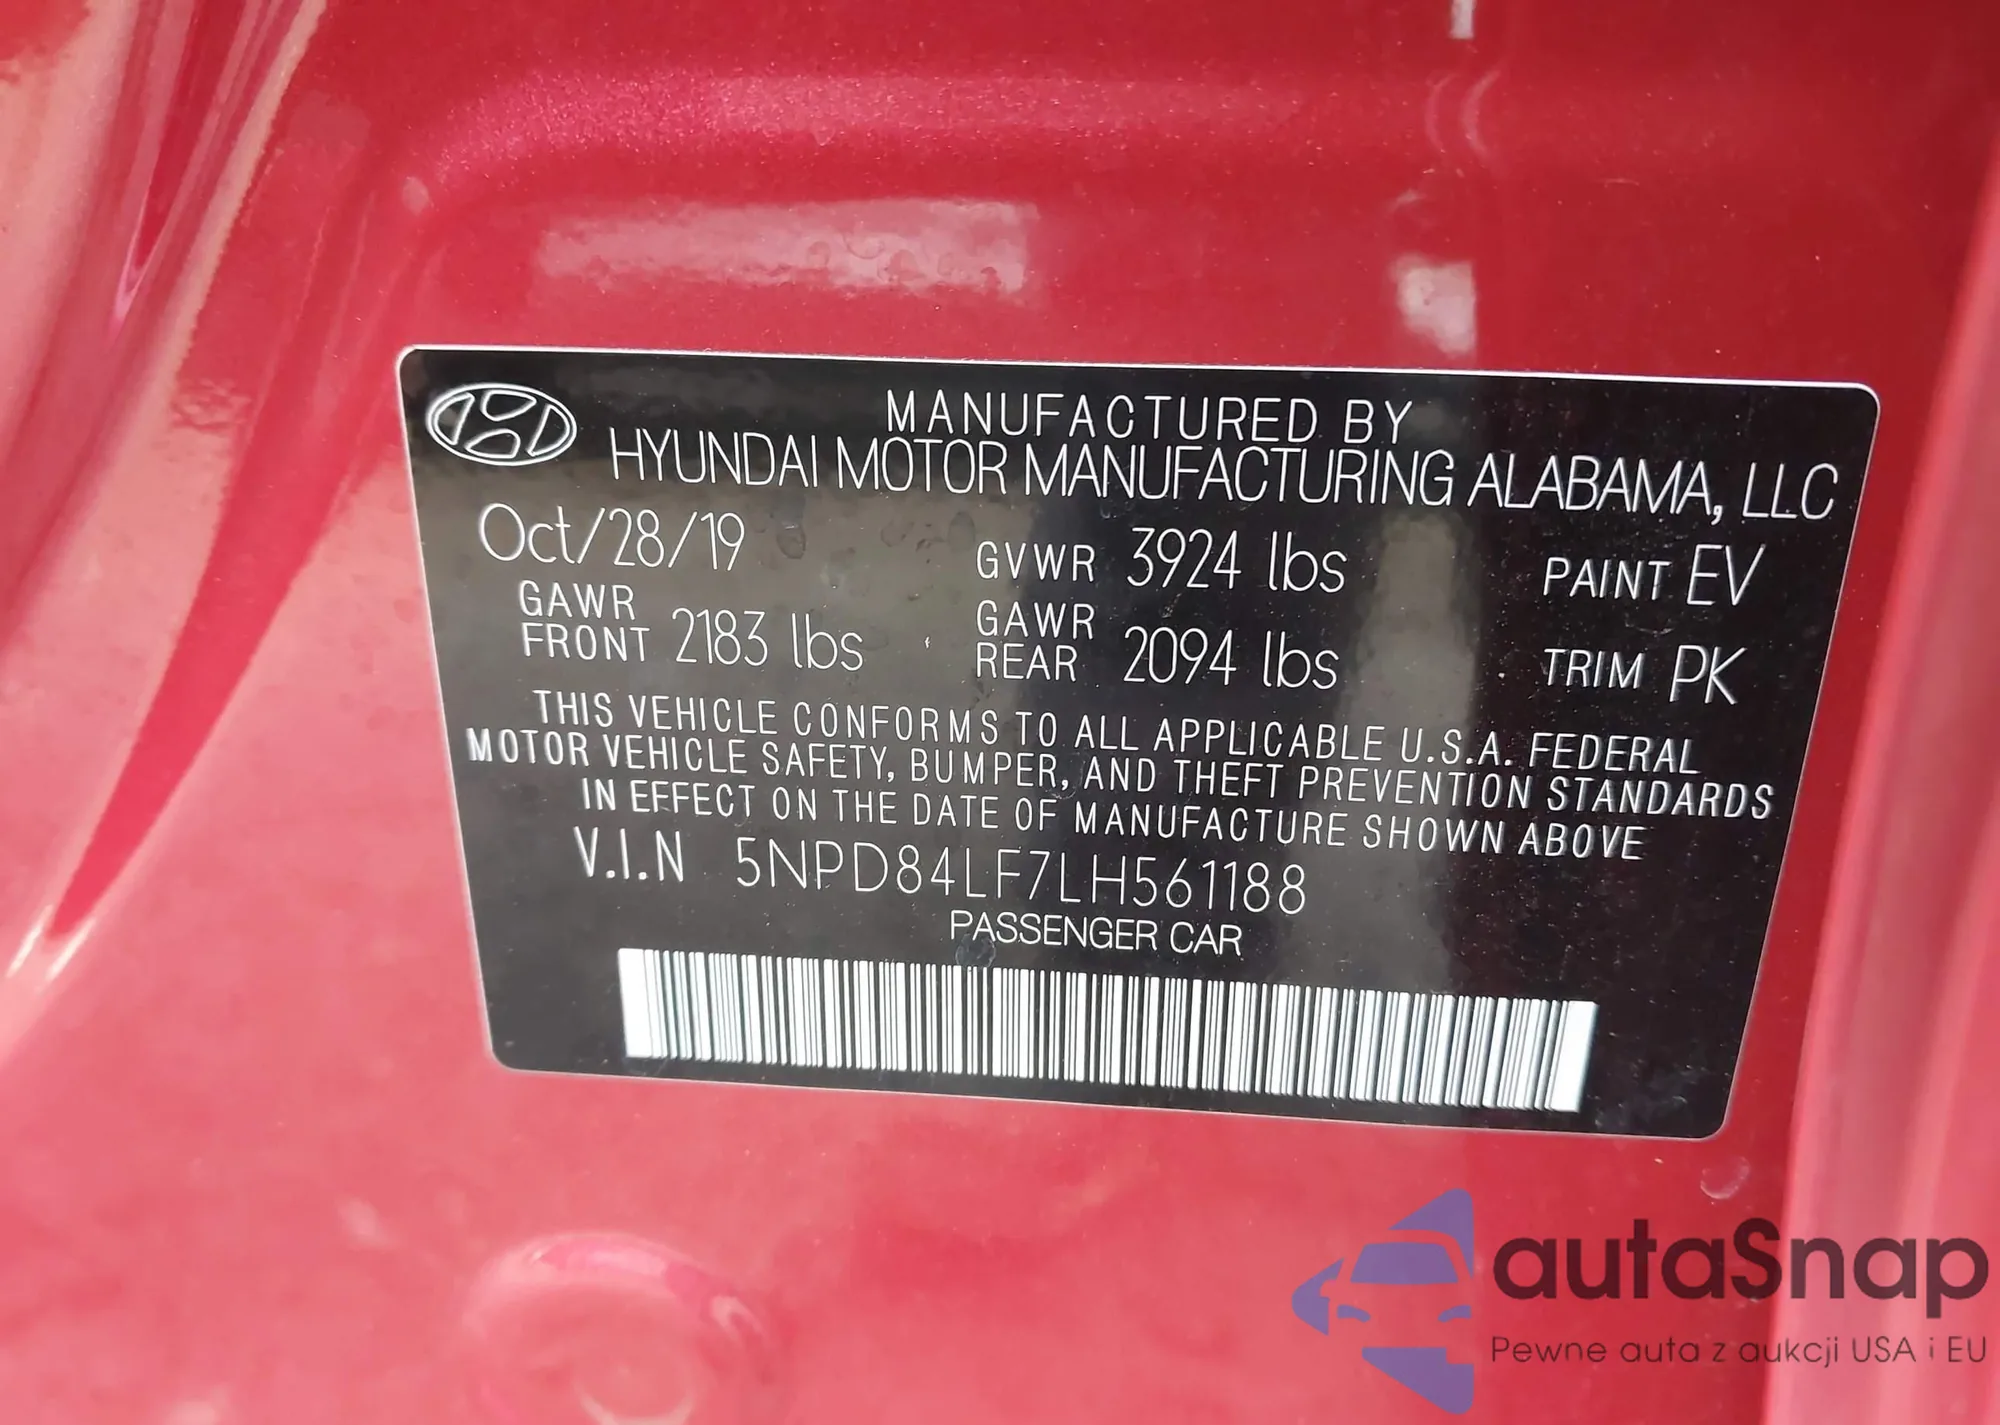 MANUFACTURED BY
HYUNDAI MOTOR MANUFACTURING ALABAMA, LLC
Oct/28/19 GVWR 3924 lbs PAINT EV
GAWR FRONT 2183 lbs GAWR REAR 2094 lbs TRIM PK
THIS VEHICLE CONFORMS TO ALL APPLICABLE U.S.A. FEDERAL
MOTOR VEHICLE SAFETY, BUMPER, AND THEFT PREVENTION STANDARDS
IN EFFECT ON THE DATE OF MANUFACTURE SHOWN ABOVE
V.I.N 5NPD84LF7LH561188
PASSENGER CAR
autaSnap
Pewne auta z aukcji USA i EU